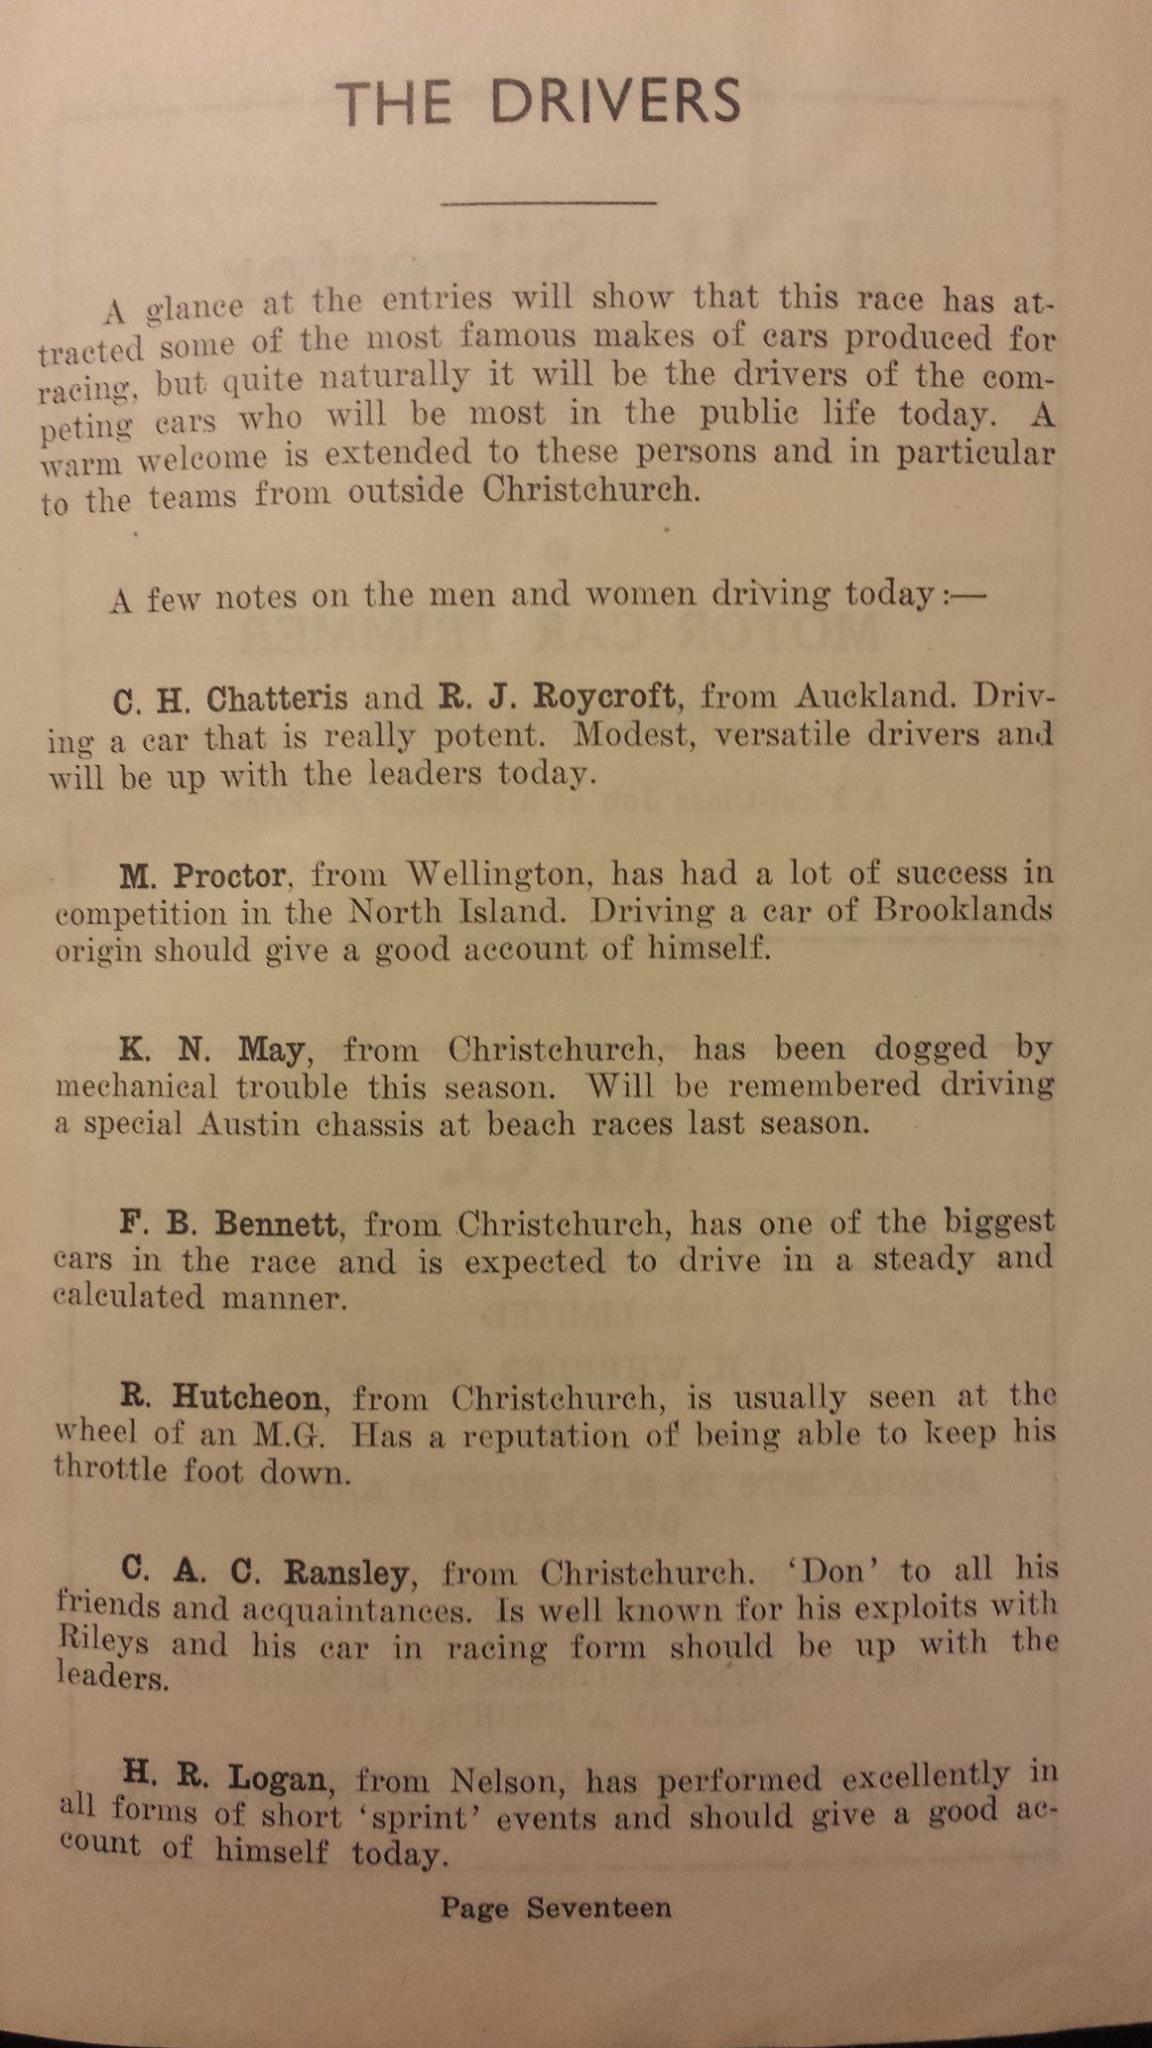 THE DRIVERS
A glance at the entries will show that this race has at-
tracted some of the most famous makes of cars produced for
racing, but quite naturally it will be the drivers of the com-
peting cars who will be most in the public life today. A
warm welcome is extended to these persons and in particular
to the teams from outside Christchurch.
A few notes on the men and women driving today:—
C. H. Chatteris and R. J. Roycroft, from Auckland. Driv-
ing a car that is really potent. Modest, versatile drivers and
will be up with the leaders today.
M. Proctor, from Wellington, has had a lot of success in
competition in the North Island. Driving a car of Brooklands
origin should give a good account of himself.
K. N. May, from Christchurch, has been dogged by
mechanical trouble this season. Will be remembered driving
a special Austin chassis at beach races last season.
F. B. Bennett, from Christchurch, has one of the biggest
cars in the race and is expected to drive in a steady and
calculated manner.
R. Hutcheon, from Christchurch, is usually seen at the
wheel of an M.G. Has a reputation of being able to keep his
throttle foot down.
C. A. C. Ransley, from Christchurch. 'Don' to all his
friends and acquaintances. Is well known for his exploits with
Rileys and his car in racing form should be up with the
leaders.
H. R. Logan, from Nelson, has performed excellently in
all forms of short 'sprint' events and should give a good ac-
count of himself today.
Page Seventeen